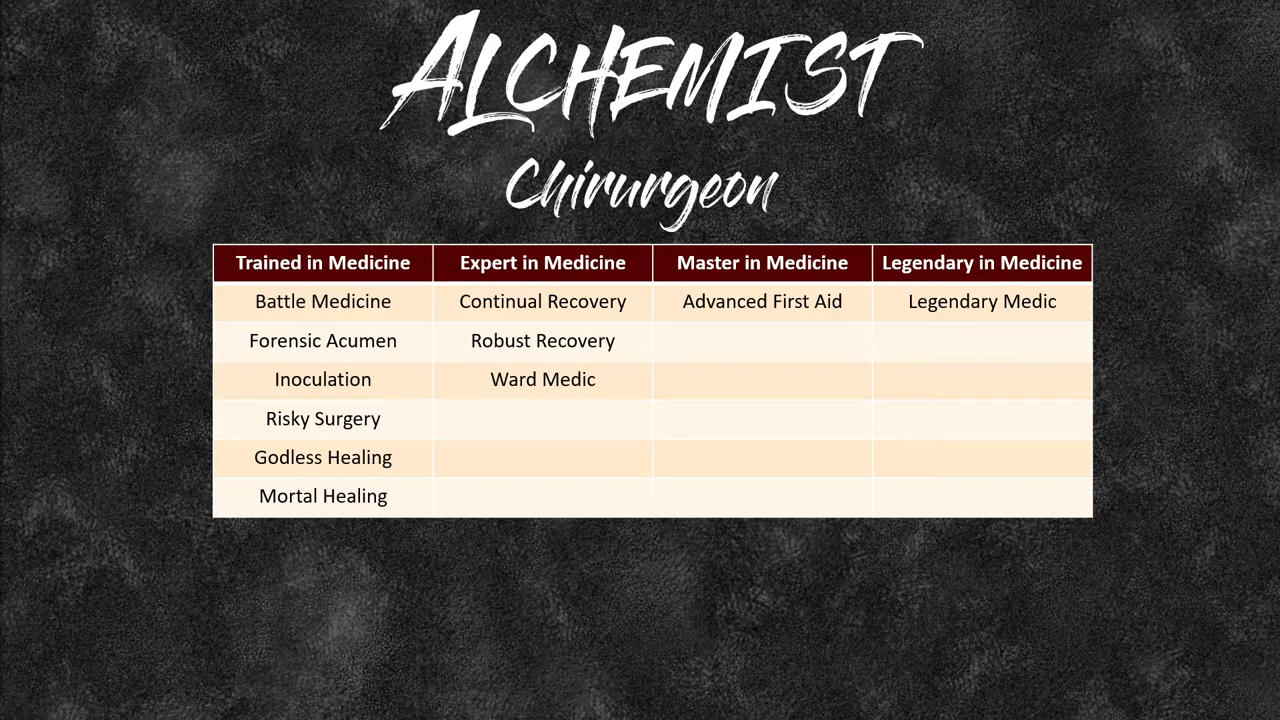 ALCHEMIST
Chirurgeon
Trained in Medicine Expert in Medicine Master in Medicine Legendary in Medicine
Battle Medicine Continual Recovery Advanced First Aid Legendary Medic
Forensic Acumen Robust Recovery
Inoculation Ward Medic
Risky Surgery
Godless Healing
Mortal Healing